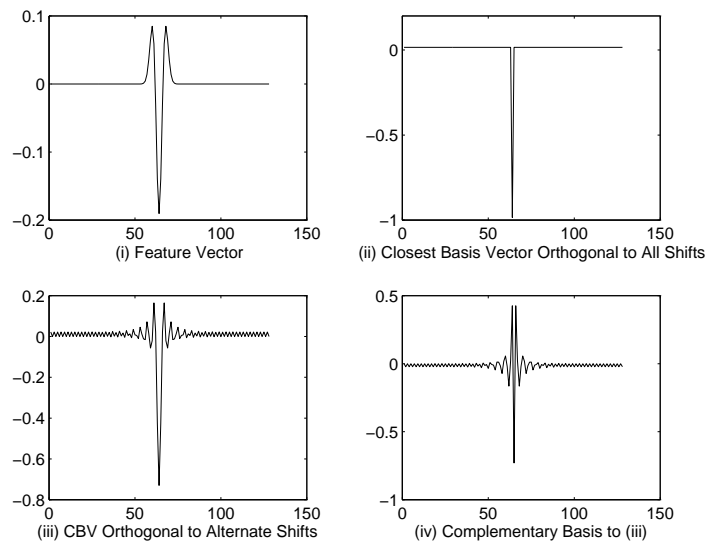 0.1
0
−0.1
−0.2
0 50 100 150
(i) Feature Vector
0
−0.5
−1
0 50 100 150
(ii) Closest Basis Vector Orthogonal to All Shifts
0.2
0
−0.2
−0.4
−0.6
−0.8
0 50 100 150
(iii) CBV Orthogonal to Alternate Shifts
0.5
0
−0.5
−1
0 50 100 150
(iv) Complementary Basis to (iii)